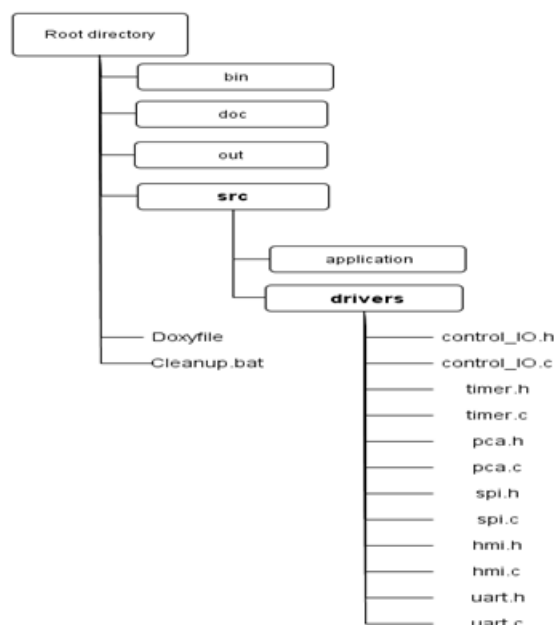 Root directory
bin
doc
out
src
application
drivers
Doxyfile
control_IO.h
Cleanup.bat
control_IO.c
timer.h
timer.c
pca.h
pca.c
spi.h
spi.c
hmi.h
hmi.c
uart.h
uart.c